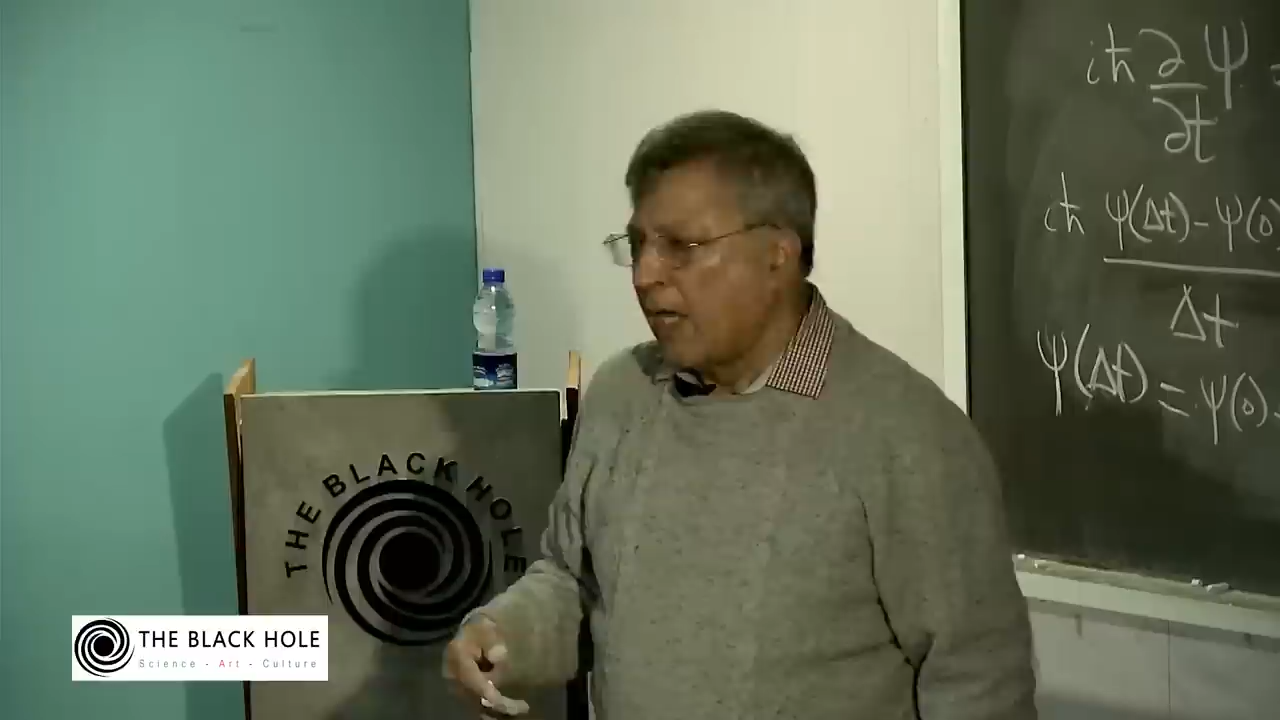 iħ ∂/∂t Ψ =
iħ ψ(Δt) - ψ(0)
Δt
ψ(Δt) = ψ(0) -
THE BLACK HOLE
THE BLACK HOLE
Science - Art - Culture